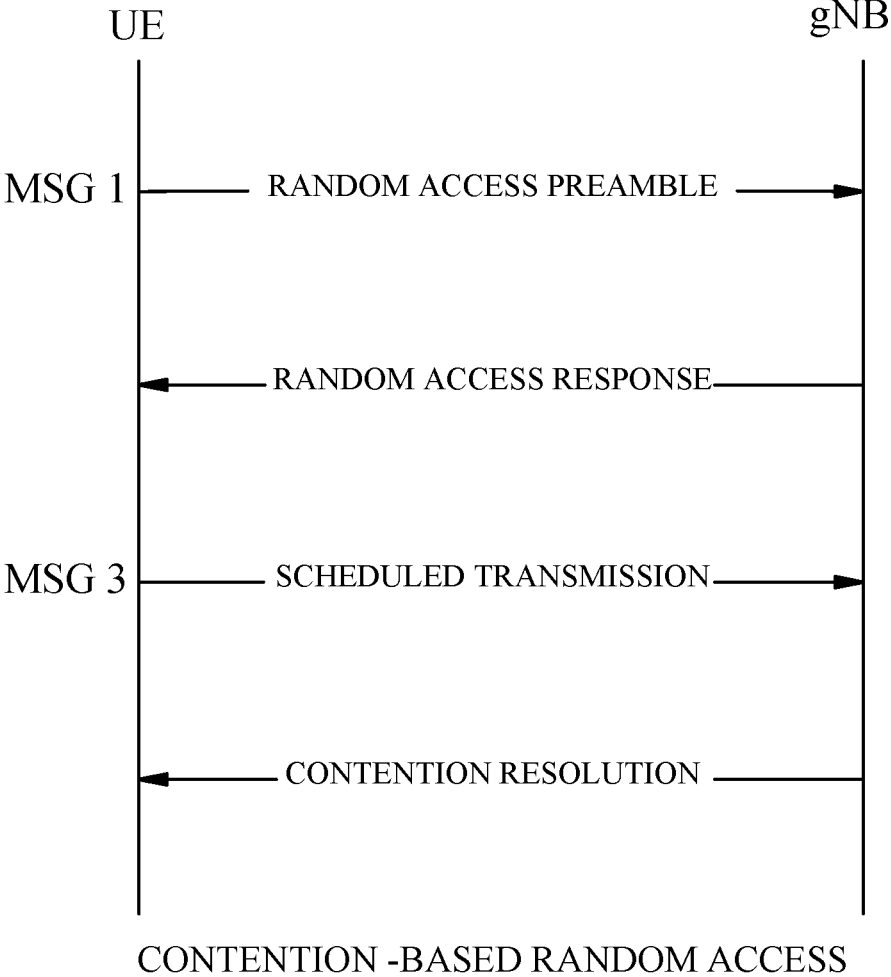 UE
gNB
MSG 1
RANDOM ACCESS PREAMBLE
RANDOM ACCESS RESPONSE
MSG 3
SCHEDULED TRANSMISSION
CONTENTION RESOLUTION
CONTENTION -BASED RANDOM ACCESS